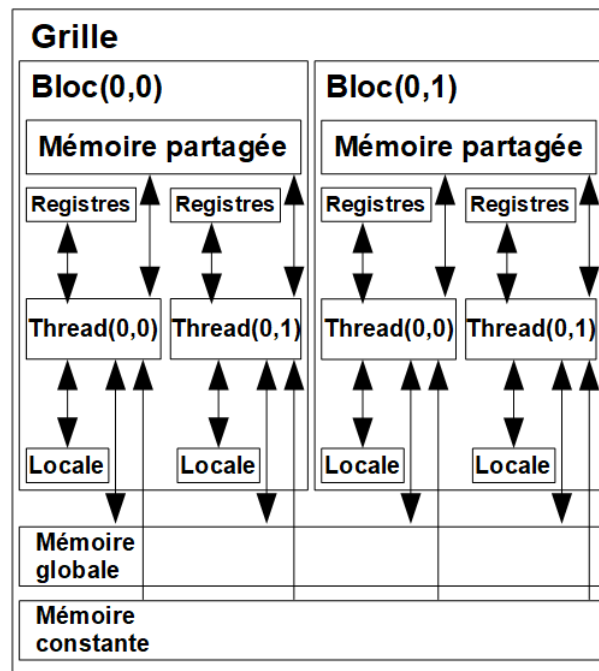 Grille
Bloc(0,0)
Mémoire partagée
Registres
Registres
Thread(0,0)
Thread(0,1)
Locale
Locale
Bloc(0,1)
Mémoire partagée
Registres
Registres
Thread(0,0)
Thread(0,1)
Locale
Locale
Mémoire
globale
Mémoire
constante